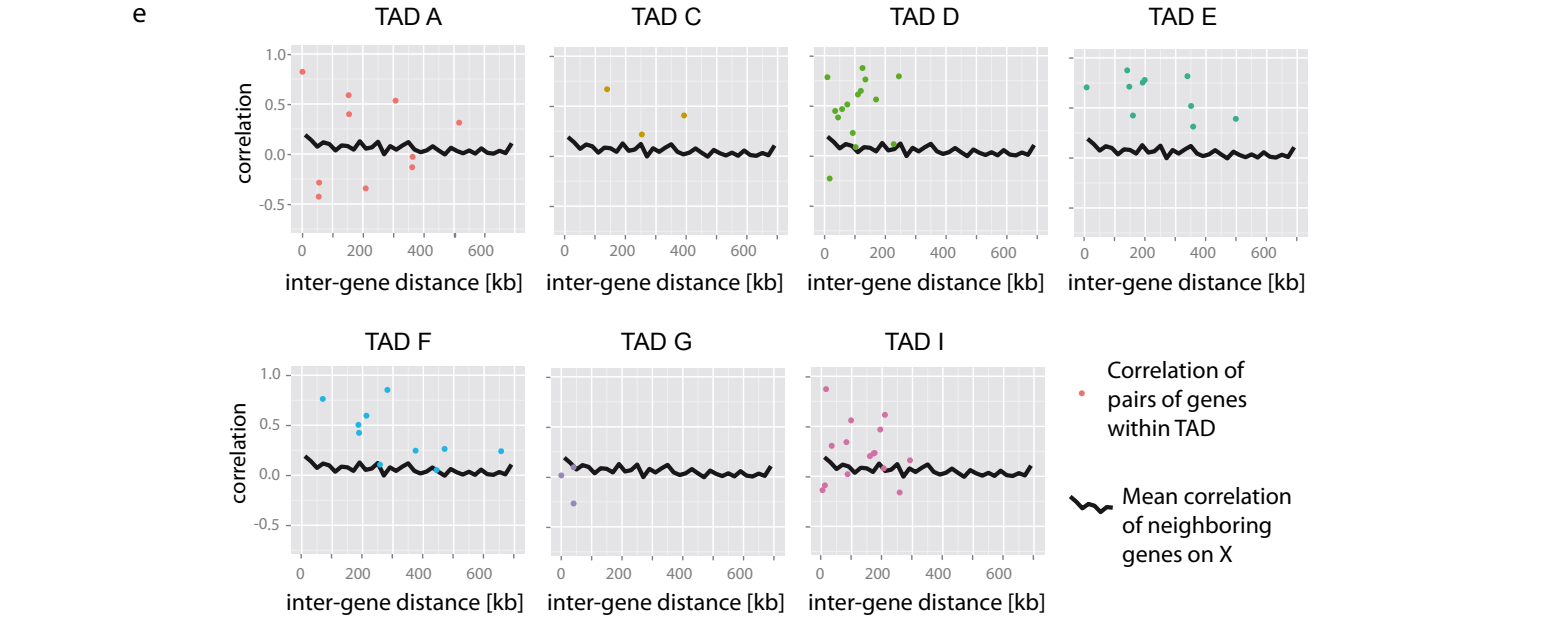 e
TAD A
TAD C
TAD D
TAD E
correlation
1.0
0.5
0.0
-0.5
0 200 400 600
0 200 400 600
0 200 400 600
0 200 400 600
inter-gene distance [kb]
inter-gene distance [kb]
inter-gene distance [kb]
inter-gene distance [kb]
TAD F
TAD G
TAD I
correlation
1.0
0.5
0.0
-0.5
0 200 400 600
0 200 400 600
0 200 400 600
inter-gene distance [kb]
inter-gene distance [kb]
inter-gene distance [kb]
Correlation of
pairs of genes
within TAD
Mean correlation
of neighboring
genes on X